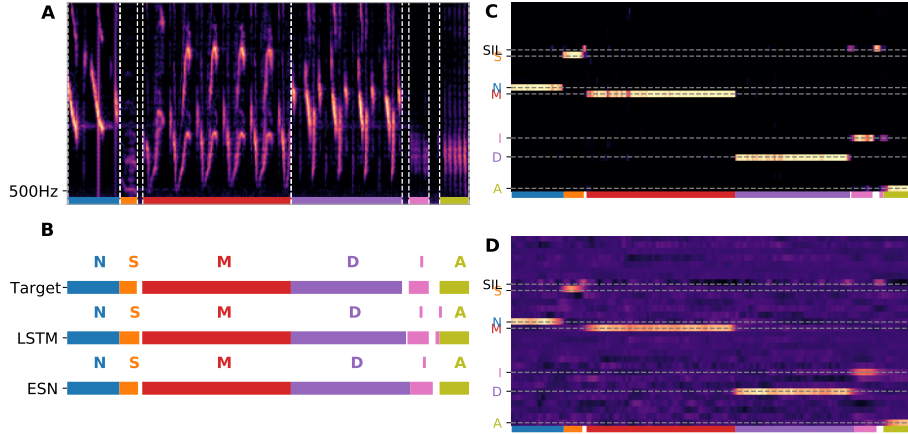 A
500Hz
B
N S M D I A
Target
N S M D I I A
LSTM
N S M D I A
ESN
C
SIL
S
N
M
I
D
A
D
SIL
S
N
M
I
D
A